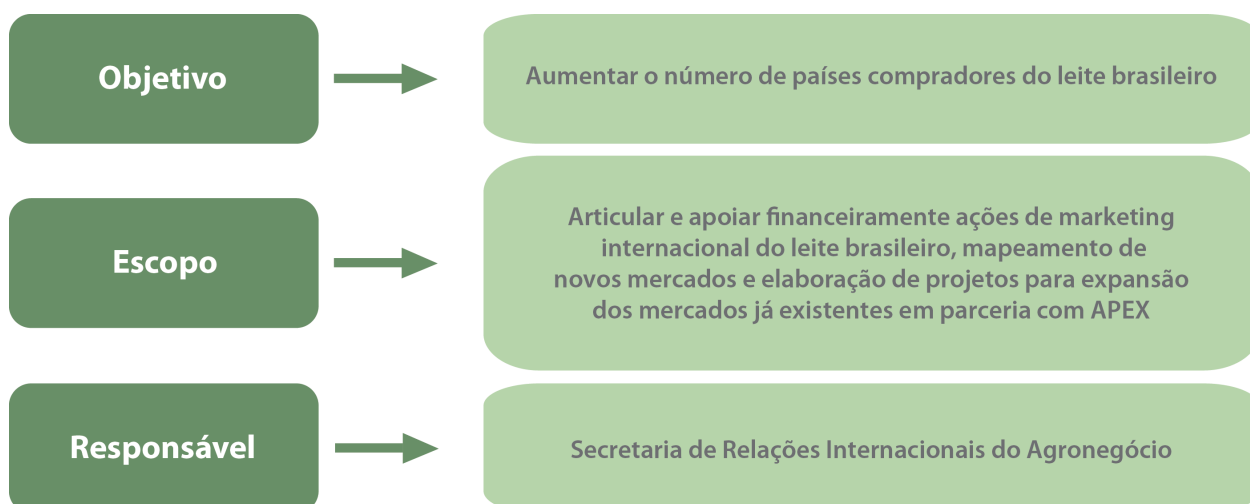 Objetivo
Aumentar o número de países compradores do leite brasileiro
Escopo
Articular e apoiar financeiramente ações de marketing
internacional do leite brasileiro, mapeamento de
novos mercados e elaboração de projetos para expansão
dos mercados já existentes em parceria com APEX
Responsável
Secretaria de Relações Internacionais do Agronegócio